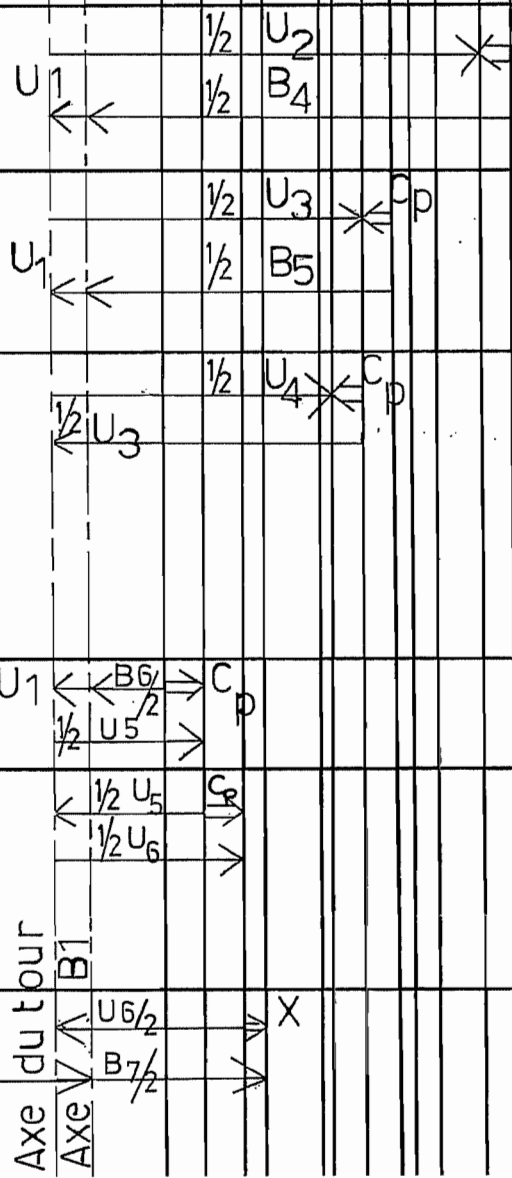 ½ U2
U1 ½ B4
½ U3 Cp
U1 ½ B5
½ U4 Cp
½ U3
U1 B6/2 Cp
½ U5
½ U5 Cp
½ U6
U6/2 X
B7/2
Axe du tour
Axe B1